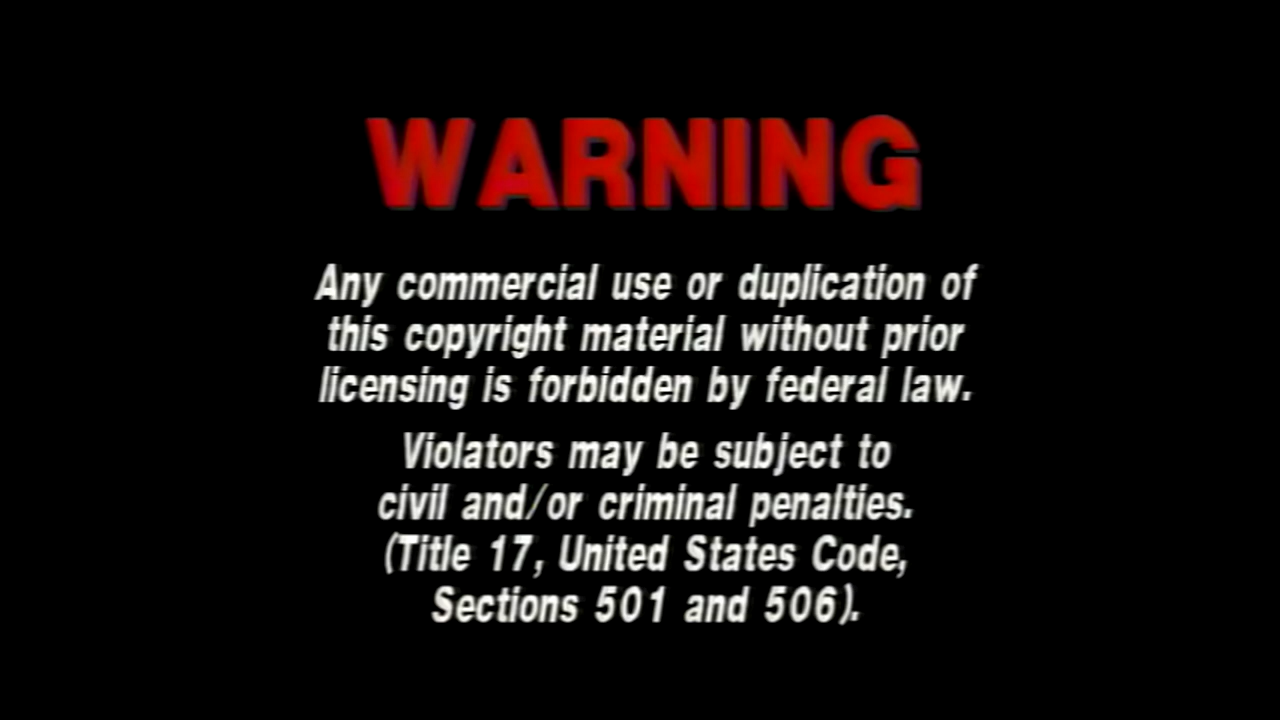 WARNING
Any commercial use or duplication of
this copyright material without prior
licensing is forbidden by federal law.
Violators may be subject to
civil and/or criminal penalties.
(Title 17, United States Code,
Sections 501 and 506).